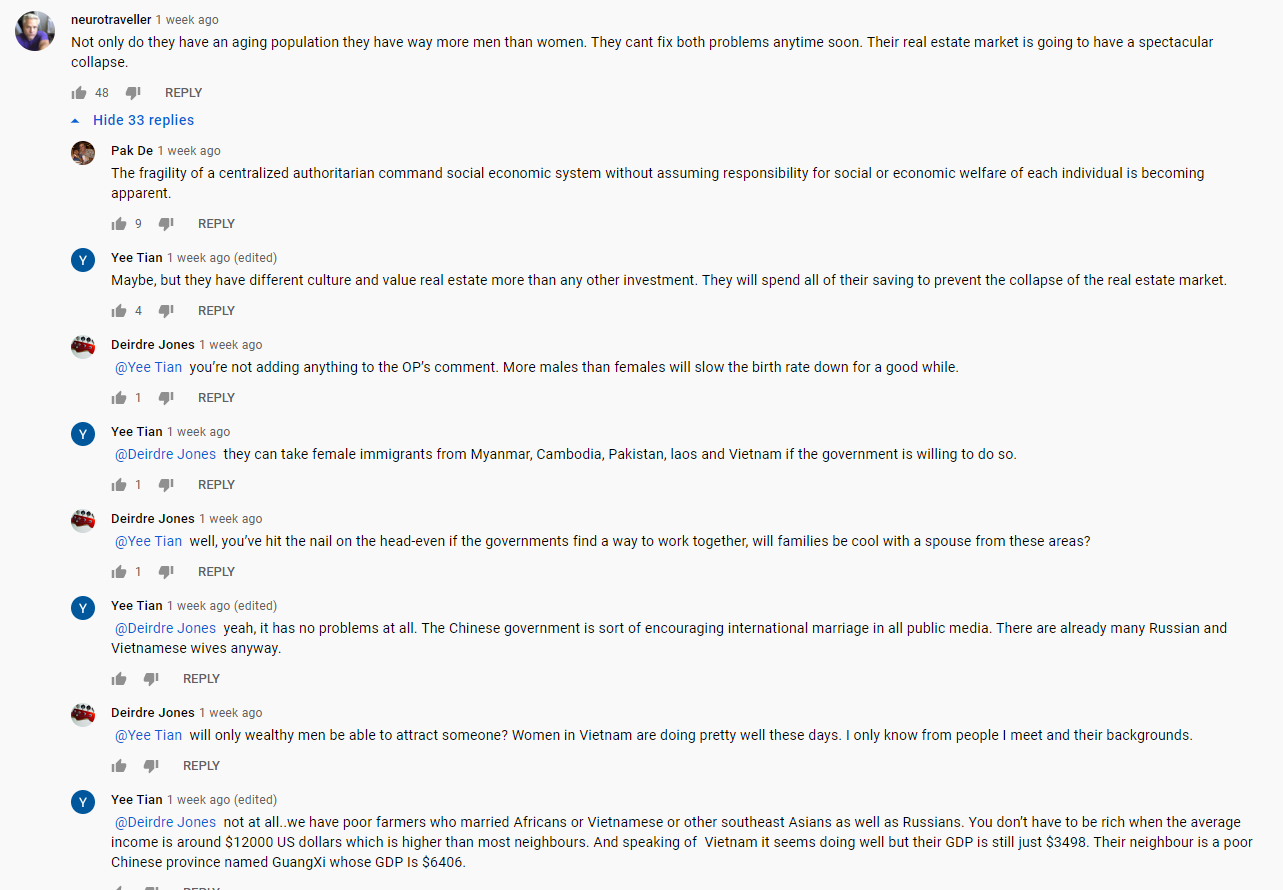 neurotraveller 1 week ago
Not only do they have an aging population they have way more men than women. They cant fix both problems anytime soon. Their real estate market is going to have a spectacular
collapse.
48 REPLY
Hide 33 replies
Pak De 1 week ago
The fragility of a centralized authoritarian command social economic system without assuming responsibility for social or economic welfare of each individual is becoming
apparent.
9 REPLY
Y Yee Tian 1 week ago (edited)
Maybe, but they have different culture and value real estate more than any other investment. They will spend all of their saving to prevent the collapse of the real estate market.
4 REPLY
Deirdre Jones 1 week ago
@Yee Tian you’re not adding anything to the OP’s comment. More males than females will slow the birth rate down for a good while.
1 REPLY
Y Yee Tian 1 week ago
@Deirdre Jones they can take female immigrants from Myanmar, Cambodia, Pakistan, laos and Vietnam if the government is willing to do so.
1 REPLY
Deirdre Jones 1 week ago
@Yee Tian well, you’ve hit the nail on the head-even if the governments find a way to work together, will families be cool with a spouse from these areas?
1 REPLY
Y Yee Tian 1 week ago (edited)
@Deirdre Jones yeah, it has no problems at all. The Chinese government is sort of encouraging international marriage in all public media. There are already many Russian and
Vietnamese wives anyway.
REPLY
Deirdre Jones 1 week ago
@Yee Tian will only wealthy men be able to attract someone? Women in Vietnam are doing pretty well these days. I only know from people I meet and their backgrounds.
REPLY
Y Yee Tian 1 week ago (edited)
@Deirdre Jones not at all..we have poor farmers who married Africans or Vietnamese or other southeast Asians as well as Russians. You don’t have to be rich when the average
income is around $12000 US dollars which is higher than most neighbours. And speaking of Vietnam it seems doing well but their GDP is still just $3498. Their neighbour is a poor
Chinese province named GuangXi whose GDP Is $6406.
REPLY